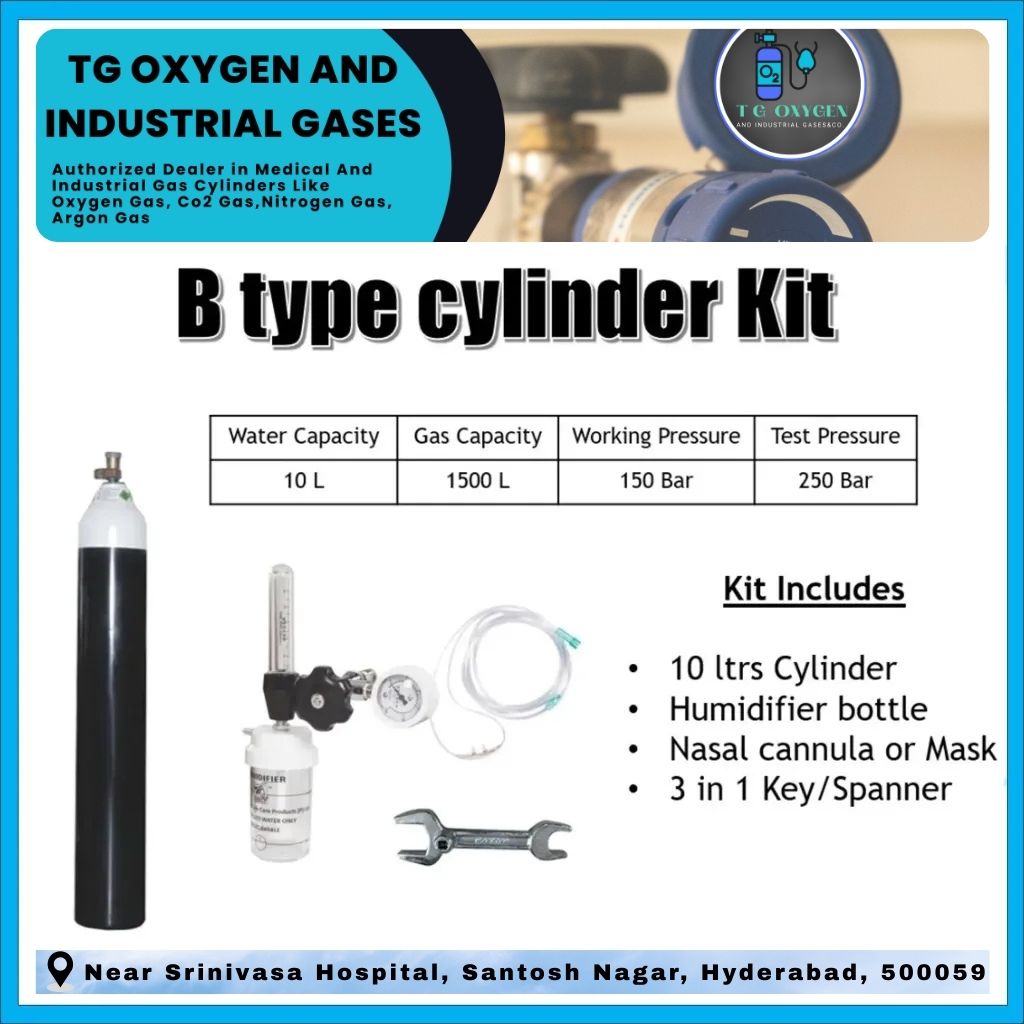 TG OXYGEN AND
INDUSTRIAL GASES
Authorized Dealer in Medical And
Industrial Gas Cylinders Like
Oxygen Gas, Co2 Gas,Nitrogen Gas,
Argon Gas
O2
T G OXYGEN
AND INDUSTRIAL GASES&CO.
B type cylinder Kit
Water Capacity Gas Capacity Working Pressure Test Pressure
10 L 1500 L 150 Bar 250 Bar
Kit Includes
• 10 ltrs Cylinder
• Humidifier bottle
• Nasal cannula or Mask
• 3 in 1 Key/Spanner
Near Srinivasa Hospital, Santosh Nagar, Hyderabad, 500059